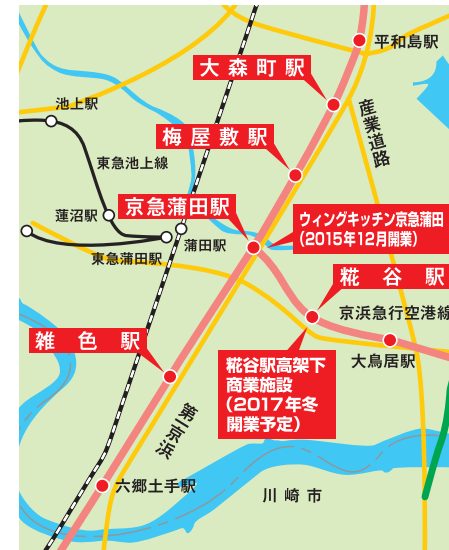 平和島駅
大森町駅
池上駅
産業道路
梅屋敷駅
東急池上線
京急蒲田駅
蓮沼駅
ウィングキッチン京急蒲田
(2015年12月開業)
蒲田駅
東急蒲田駅
糀谷駅
京浜急行空港線
雑色駅
大鳥居駅
糀谷駅高架下
商業施設
(2017年冬
開業予定)
第一京浜
六郷土手駅
川崎市